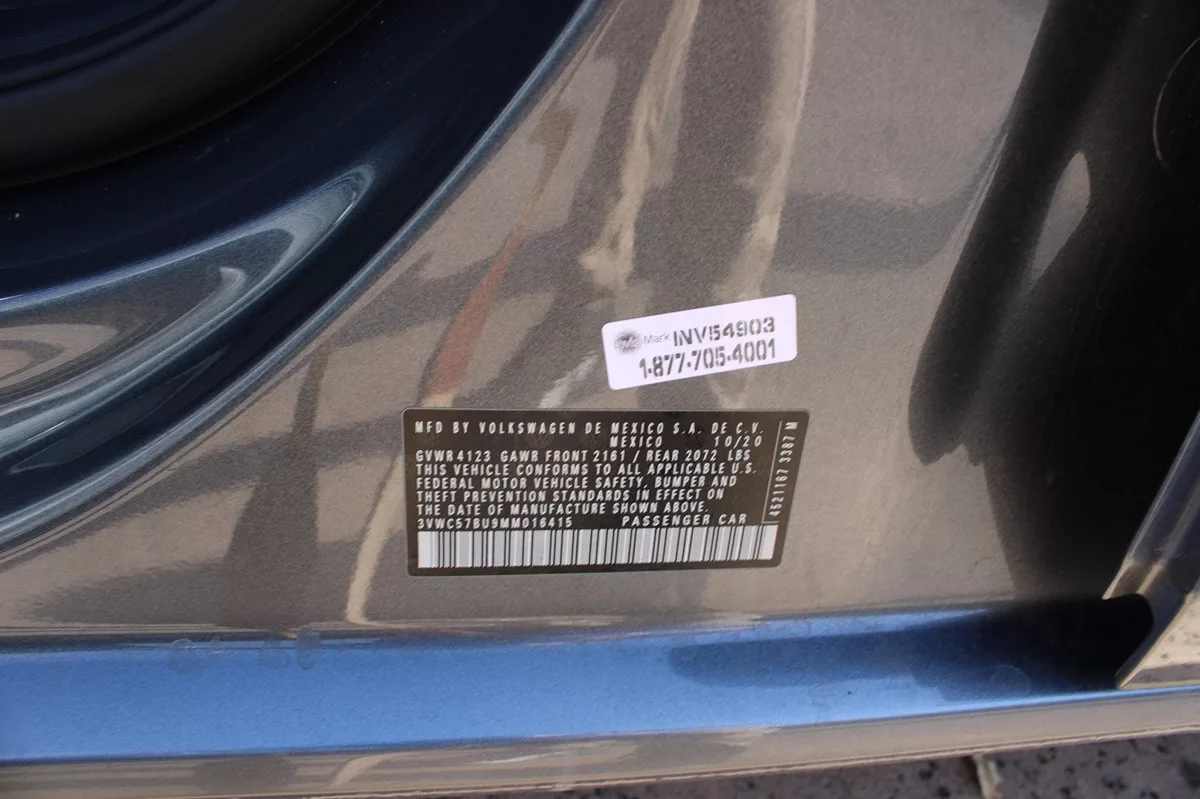 Mark INV54903
1·877·705·4001
MFD BY VOLKSWAGEN DE MEXICO S.A. DE C.V.
MEXICO 10/20
GVWR 4123 GAWR FRONT 2161 / REAR 2072 LBS
THIS VEHICLE CONFORMS TO ALL APPLICABLE U.S.
FEDERAL MOTOR VEHICLE SAFETY, BUMPER AND
THEFT PREVENTION STANDARDS IN EFFECT ON
THE DATE OF MANUFACTURE SHOWN ABOVE.
3VWC57BU9MM016415 PASSENGER CAR
4521167 3387 M